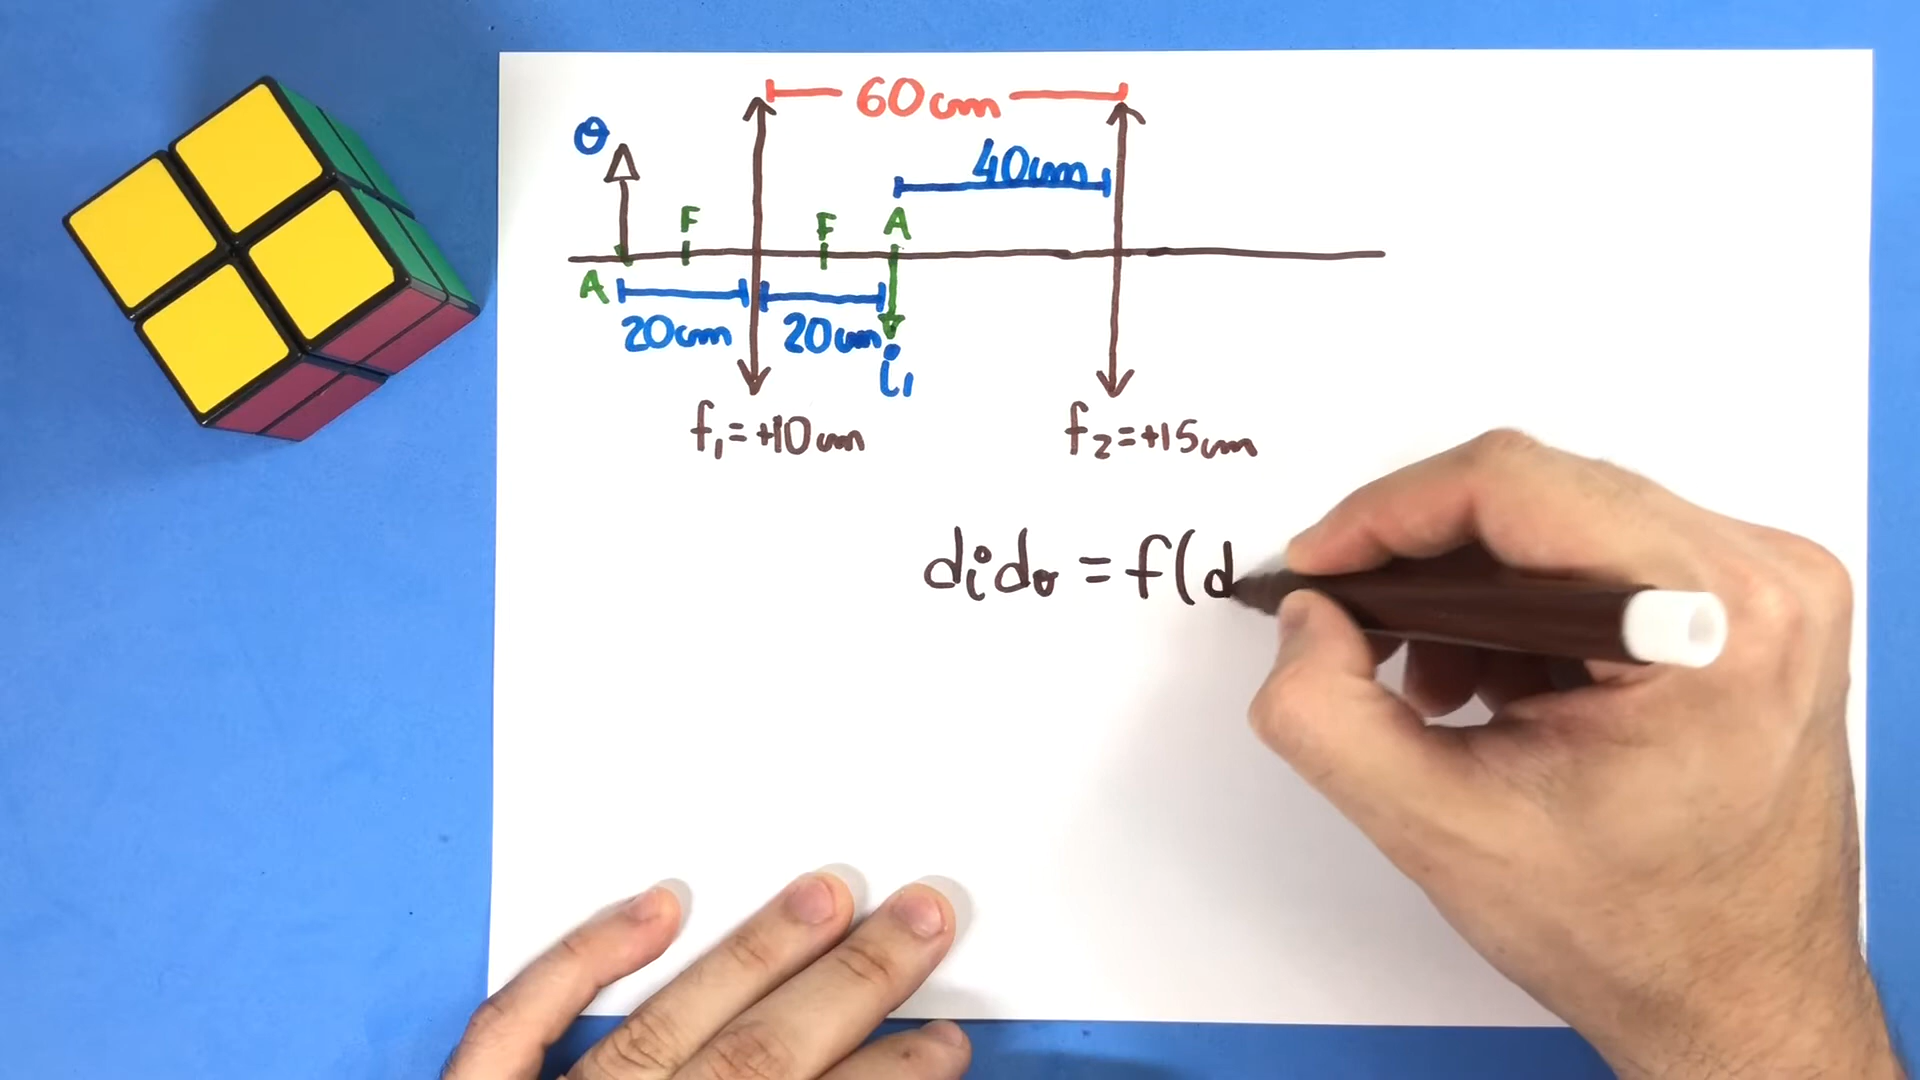 60cm
O
40cm
F F A
A
20cm 20cm
i₁
f₁=+10cm f₂=+15cm
dido = f(d